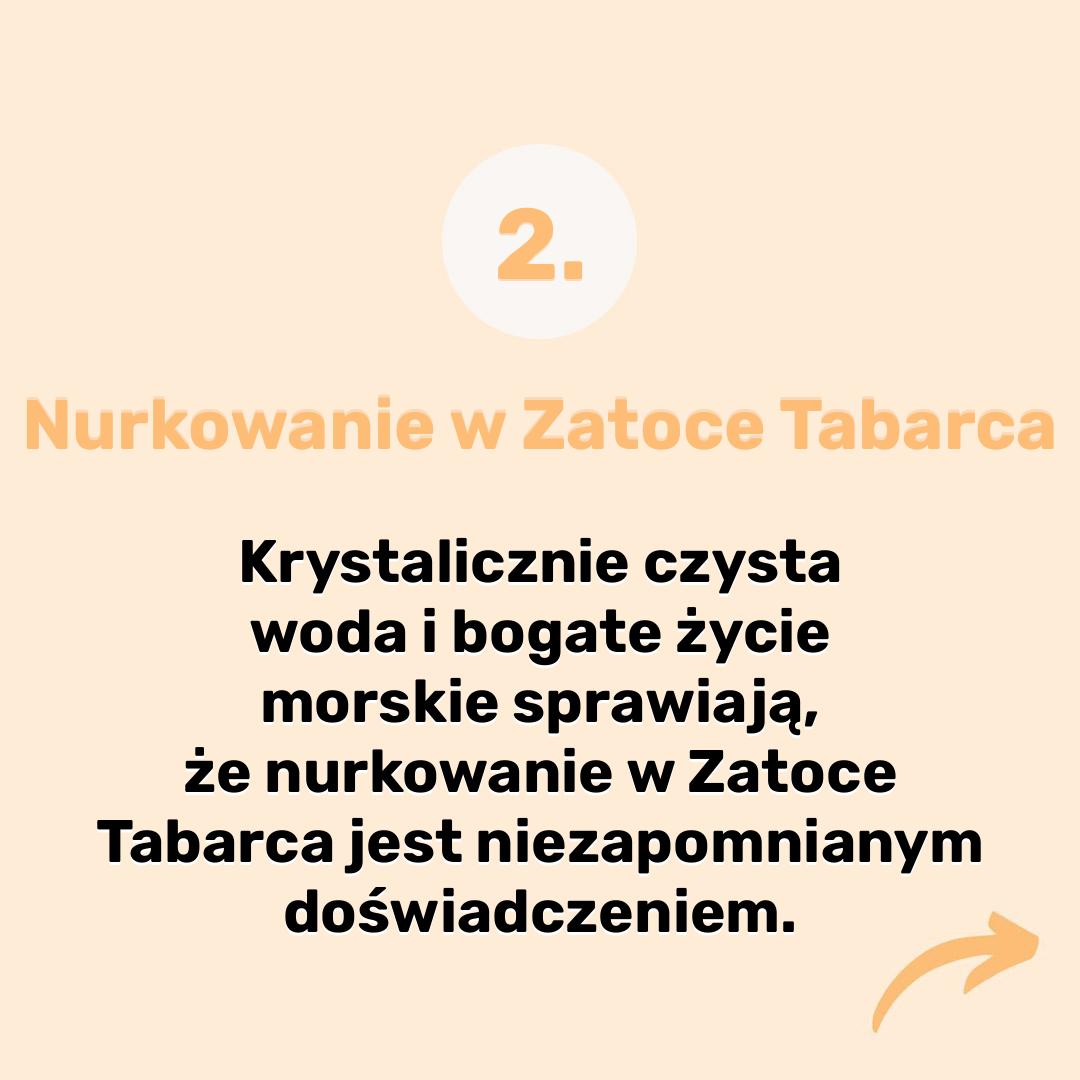 2.
Nurkowanie w Zatoce Tabarca
Krystalicznie czysta
woda i bogate życie
morskie sprawiają,
że nurkowanie w Zatoce
Tabarca jest niezapomnianym
doświadczeniem.